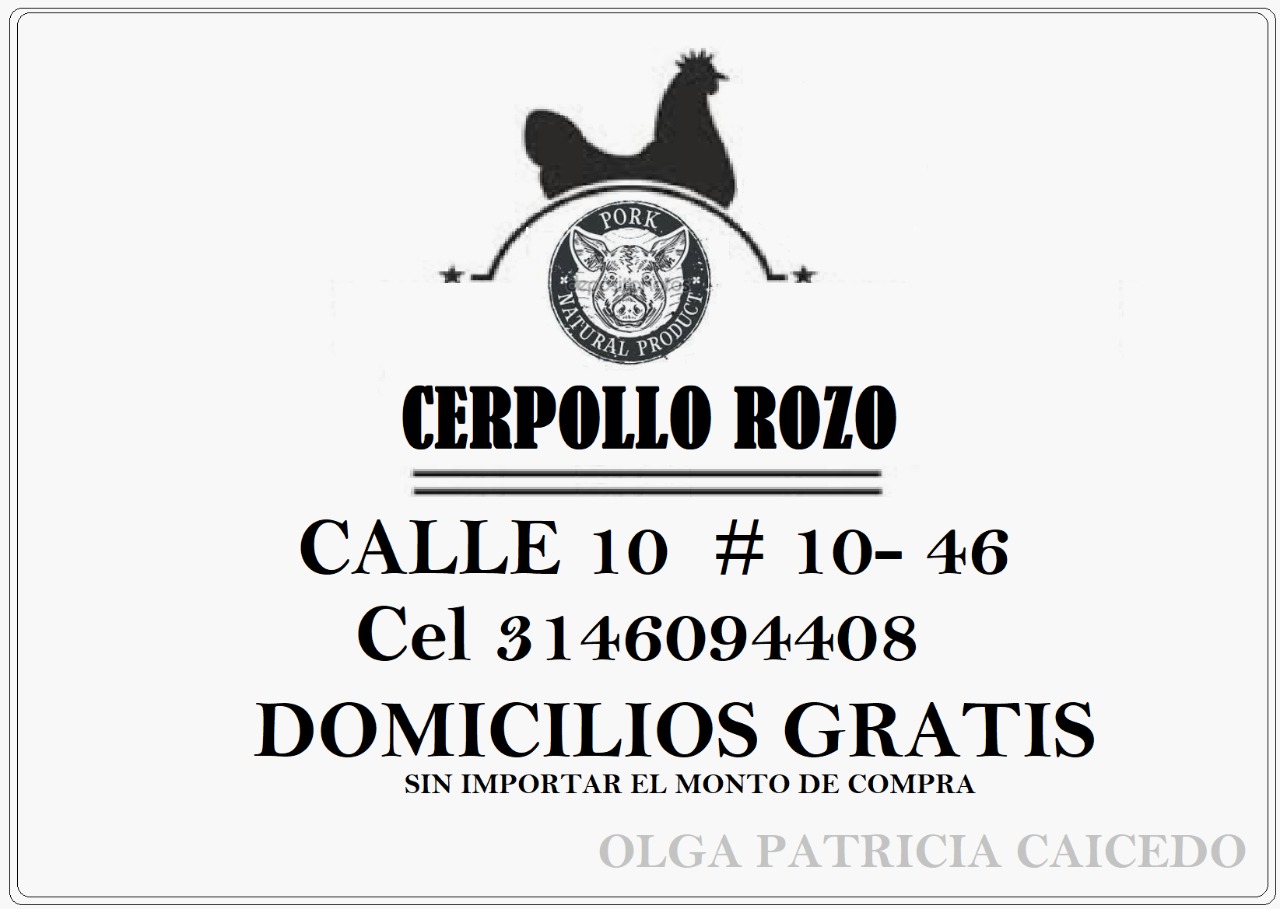 PORK
NATURAL PRODUCT
CERPOLLO ROZO
CALLE 10 # 10- 46
Cel 3146094408
DOMICILIOS GRATIS
SIN IMPORTAR EL MONTO DE COMPRA
OLGA PATRICIA CAICEDO